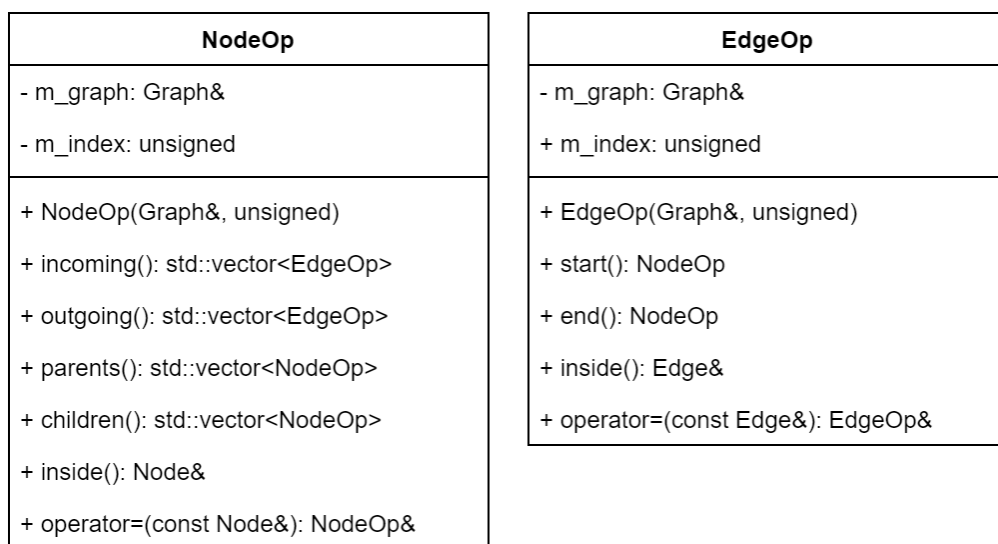 NodeOp
- m_graph: Graph&
- m_index: unsigned
+ NodeOp(Graph&, unsigned)
+ incoming(): std::vector<EdgeOp>
+ outgoing(): std::vector<EdgeOp>
+ parents(): std::vector<NodeOp>
+ children(): std::vector<NodeOp>
+ inside(): Node&
+ operator=(const Node&): NodeOp&
EdgeOp
- m_graph: Graph&
+ m_index: unsigned
+ EdgeOp(Graph&, unsigned)
+ start(): NodeOp
+ end(): NodeOp
+ inside(): Edge&
+ operator=(const Edge&): EdgeOp&